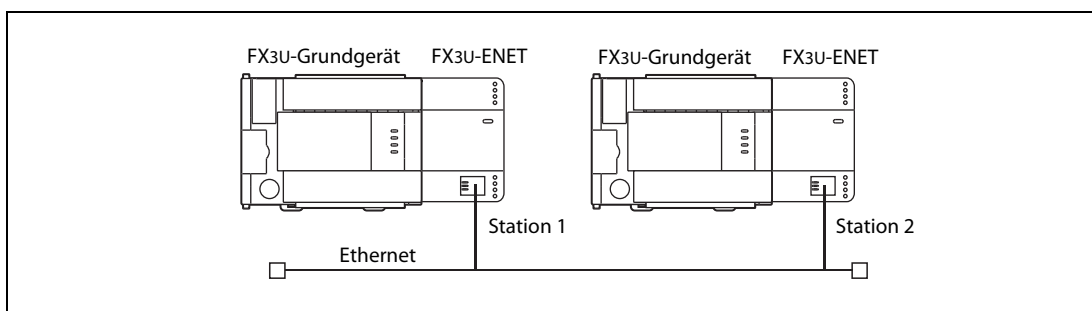 FX3U-Grundgerät FX3U-ENET FX3U-Grundgerät FX3U-ENET
Station 1 Station 2
Ethernet